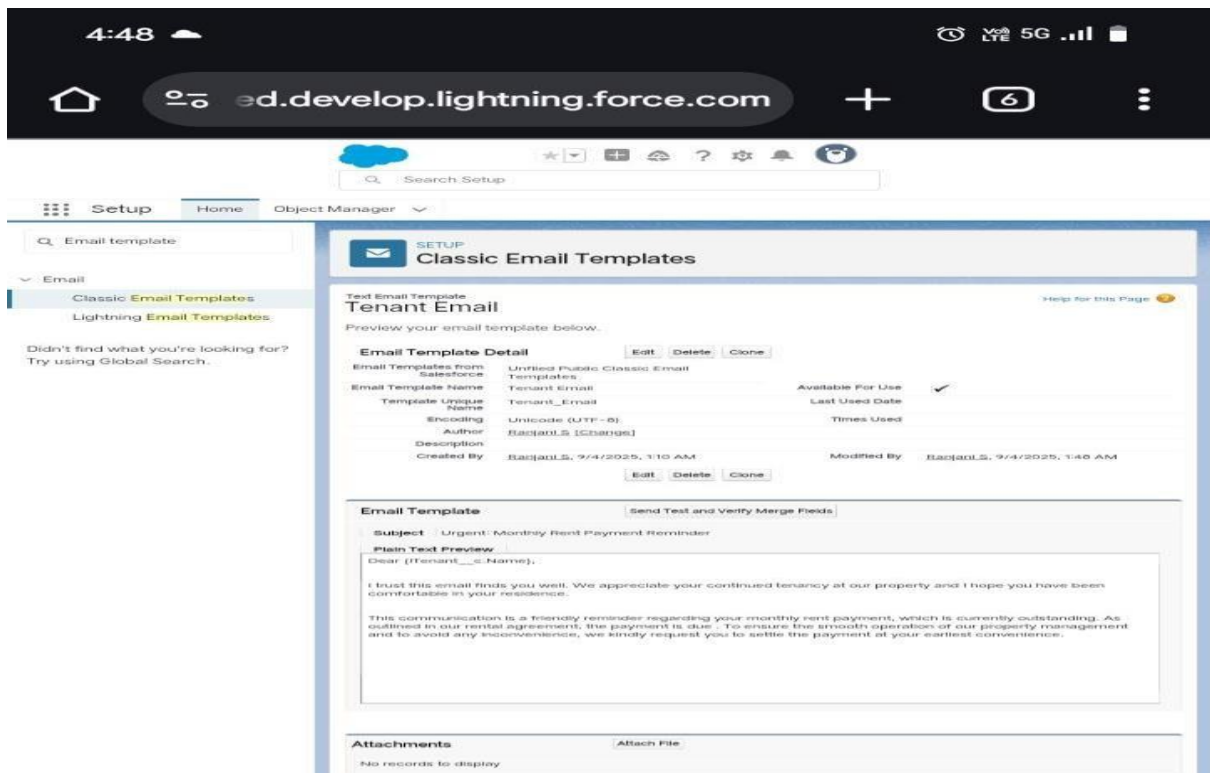 4:48
VoD LTE 5G
ed.develop.lightning.force.com
6
Search Setup
Setup Home Object Manager
Email template
Email
Classic Email Templates
Lightning Email Templates
Didn't find what you're looking for?
Try using Global Search.
SETUP
Classic Email Templates
Text Email Template
Tenant Email
Help for this Page
Preview your email template below.
Email Template Detail Edit Delete Clone
Email Templates from Salesforce Unfiled Public Classic Email Templates
Email Template Name Tenant Email Available For Use
Template Unique Name Tenant_Email Last Used Date
Encoding Unicode (UTF-8) Times Used
Author Ranjani S [Change]
Description
Created By Ranjani S, 9/4/2025, 1:10 AM Modified By Ranjani S, 9/4/2025, 1:46 AM
Edit Delete Clone
Email Template Send Test and Verify Merge Fields
Subject Urgent: Monthly Rent Payment Reminder
Plain Text Preview
Dear {!Tenant__c.Name},
I trust this email finds you well. We appreciate your continued tenancy at our property and I hope you have been
comfortable in your residence.
This communication is a friendly reminder regarding your monthly rent payment, which is currently outstanding. As
outlined in our rental agreement, the payment is due . To ensure the smooth operation of our property management
and to avoid any inconvenience, we kindly request you to settle the payment at your earliest convenience.
Attachments Attach File
No records to display